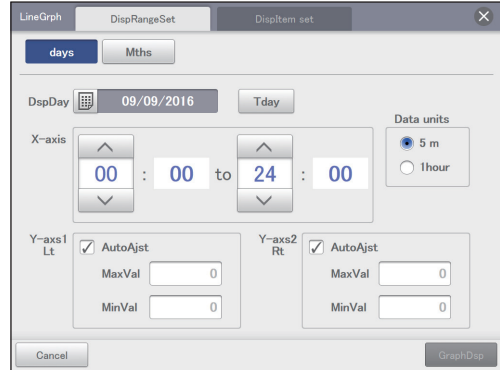 LineGrph DispRangeSet DispItem set
days Mths
DspDay 09/09/2016 Tday
Data units
X-axis
00 : 00 to 24 : 00
5 m
1hour
Y-axs1 Lt AutoAjst
MaxVal 0
MinVal 0
Y-axs2 Rt AutoAjst
MaxVal 0
MinVal 0
Cancel GraphDsp